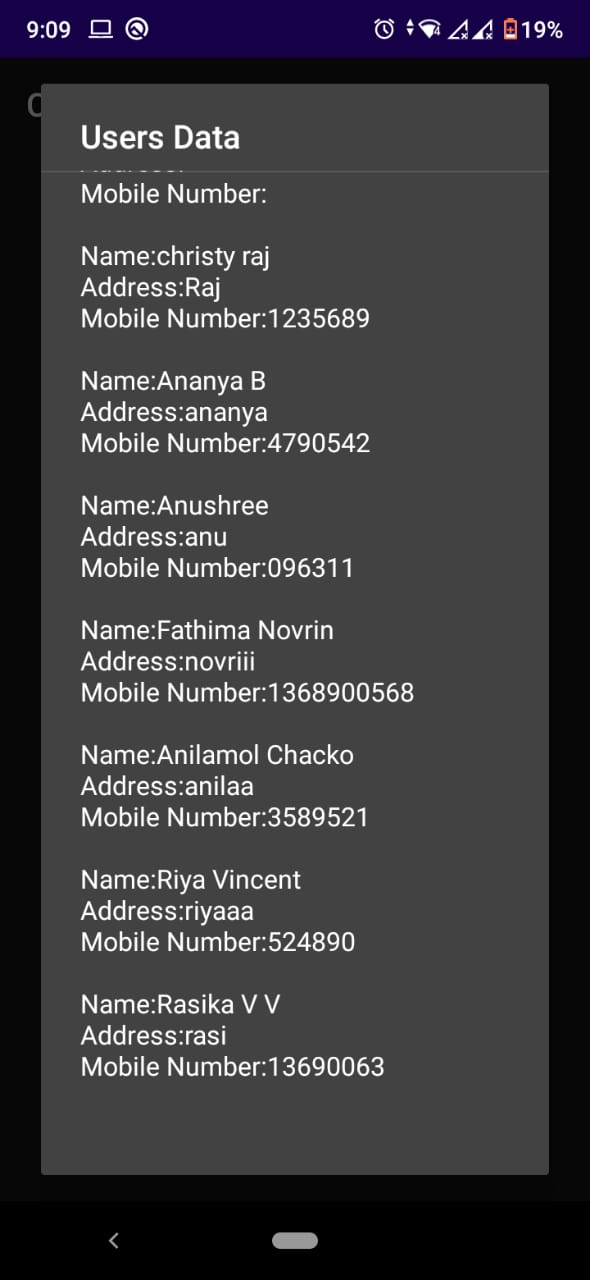 9:09
19%
Users Data
Mobile Number:
Name:christy raj
Address:Raj
Mobile Number:1235689
Name:Ananya B
Address:ananya
Mobile Number:4790542
Name:Anushree
Address:anu
Mobile Number:096311
Name:Fathima Novrin
Address:novriii
Mobile Number:1368900568
Name:Anilamol Chacko
Address:anilaa
Mobile Number:3589521
Name:Riya Vincent
Address:riyaaa
Mobile Number:524890
Name:Rasika V V
Address:rasi
Mobile Number:13690063